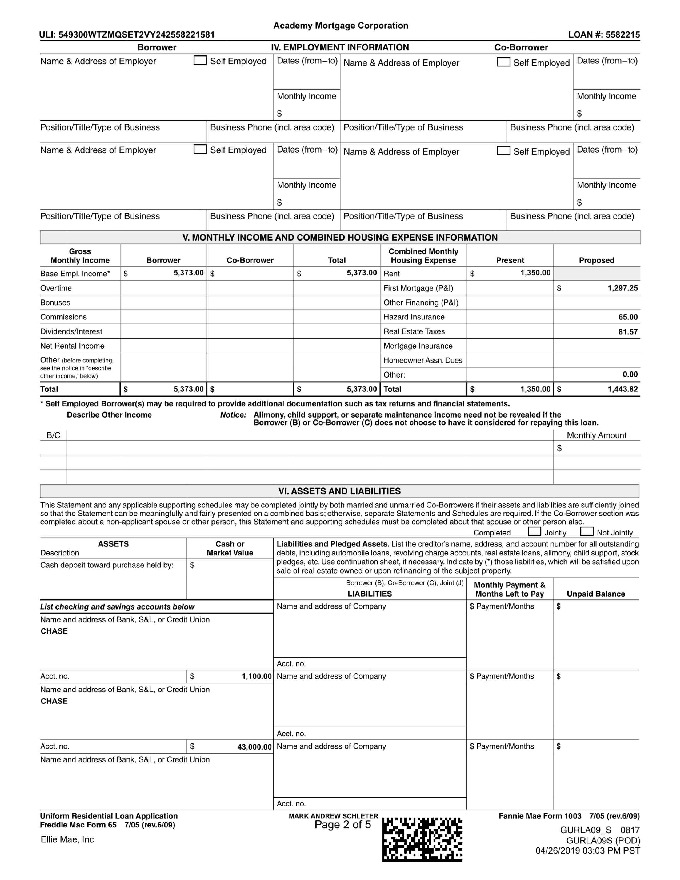 Academy Mortgage Corporation
ULI: 549300WTZMQSET2VY242558221581 LOAN #: 5582215
Borrower IV. EMPLOYMENT INFORMATION Co-Borrower
Name & Address of Employer Self Employed Dates (from–to) Name & Address of Employer Self Employed Dates (from–to)
Monthly Income Monthly Income
$ $
Position/Title/Type of Business Business Phone (incl. area code) Position/Title/Type of Business Business Phone (incl. area code)
Name & Address of Employer Self Employed Dates (from–to) Name & Address of Employer Self Employed Dates (from–to)
Monthly Income Monthly Income
$ $
Position/Title/Type of Business Business Phone (incl. area code) Position/Title/Type of Business Business Phone (incl. area code)
V. MONTHLY INCOME AND COMBINED HOUSING EXPENSE INFORMATION
Gross Monthly Income Borrower Co-Borrower Total Combined Monthly Housing Expense Present Proposed
Base Empl. Income* $ 5,373.00 $ $ 5,373.00 Rent $ 1,350.00
Overtime First Mortgage (P&I) $ 1,297.25
Bonuses Other Financing (P&I)
Commissions Hazard Insurance 65.00
Dividends/Interest Real Estate Taxes 81.57
Net Rental Income Mortgage Insurance
Other (before completing, see the notice in "describe other income," below) Homeowner Assn. Dues
Other: 0.00
Total $ 5,373.00 $ $ 5,373.00 Total $ 1,350.00 $ 1,443.82
* Self Employed Borrower(s) may be required to provide additional documentation such as tax returns and financial statements.
Describe Other Income Notice: Alimony, child support, or separate maintenance income need not be revealed if the
Borrower (B) or Co-Borrower (C) does not choose to have it considered for repaying this loan.
B/C Monthly Amount
$
VI. ASSETS AND LIABILITIES
This Statement and any applicable supporting schedules may be completed jointly by both married and unmarried Co-Borrowers if their assets and liabilities are sufficiently joined
so that the Statement can be meaningfully and fairly presented on a combined basis; otherwise, separate Statements and Schedules are required. If the Co-Borrower section was
completed about a non-applicant spouse or other person, this Statement and supporting schedules must be completed about that spouse or other person also.
Completed Jointly Not Jointly
ASSETS Cash or Market Value
Description
Cash deposit toward purchase held by: $
Liabilities and Pledged Assets. List the creditor's name, address, and account number for all outstanding
debts, including automobile loans, revolving charge accounts, real estate loans, alimony, child support, stock
pledges, etc. Use continuation sheet, if necessary. Indicate by (*) those liabilities, which will be satisfied upon
sale of real estate owned or upon refinancing of the subject property.
Borrower (B), Co-Borrower (C), Joint (J)
LIABILITIES Monthly Payment & Months Left to Pay Unpaid Balance
List checking and savings accounts below Name and address of Company $ Payment/Months $
Name and address of Bank, S&L, or Credit Union
CHASE
Acct. no.
Acct. no. $ 1,100.00 Name and address of Company $ Payment/Months $
Name and address of Bank, S&L, or Credit Union
CHASE
Acct. no.
Acct. no. $ 43,000.00 Name and address of Company $ Payment/Months $
Name and address of Bank, S&L, or Credit Union
Acct. no.
Uniform Residential Loan Application MARK ANDREW SCHLETER Fannie Mae Form 1003 7/05 (rev.6/09)
Freddie Mac Form 65 7/05 (rev.6/09) Page 2 of 5
Ellie Mae, Inc. GURLA09_S 0817
GURLA09S (POD)
04/26/2019 03:03 PM PST